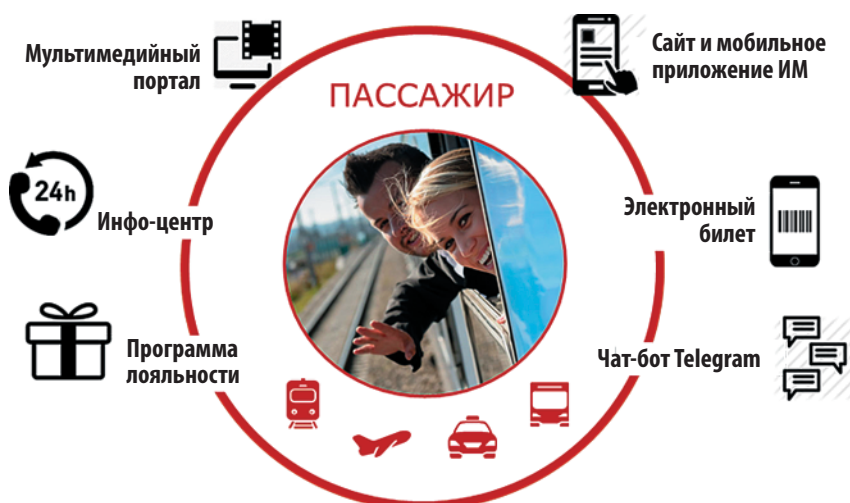 Мультимедийный
портал
Сайт и мобильное
приложение ИМ
ПАССАЖИР
24h
Инфо-центр
Электронный
билет
Программа
лояльности
Чат-бот Telegram